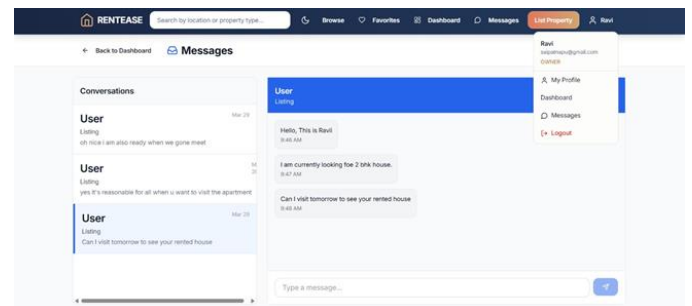 RENTEASE Search by location or property type... Browse Favorites Dashboard Messages List Property Ravi
Ravi
OWNER
My Profile
Dashboard
Messages
Logout
Back to Dashboard Messages
Conversations
User Mar 29
Listing
oh nice i am also ready when we gone meet
User
Listing
yes it's reasonable for all when u want to visit the apartment
User Mar 29
Listing
Can I visit tomorrow to see your rented house
User
Listing
Hello, This is Ravi
9:46 AM
I am currently looking foe 2 bhk house.
9:47 AM
Can I visit tomorrow to see your rented house
9:49 AM
Type a message...